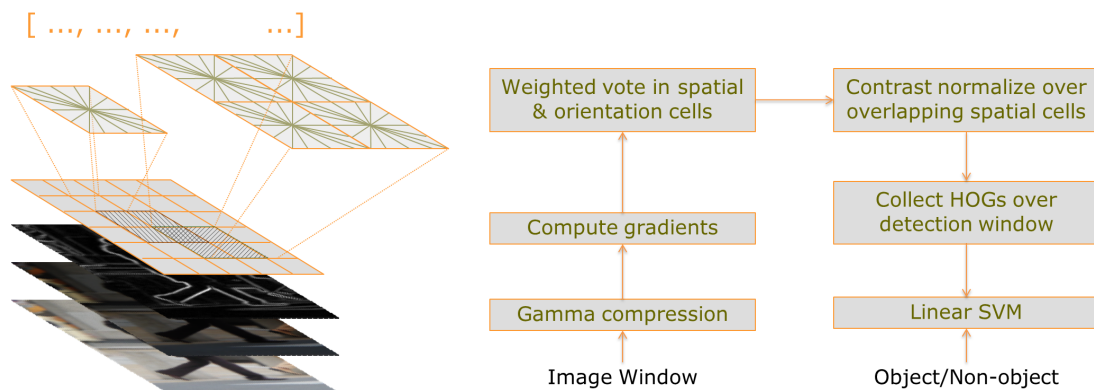 [ ..., ..., ..., ...]
Weighted vote in spatial
& orientation cells
Contrast normalize over
overlapping spatial cells
Compute gradients
Collect HOGs over
detection window
Gamma compression
Linear SVM
Image Window
Object/Non-object